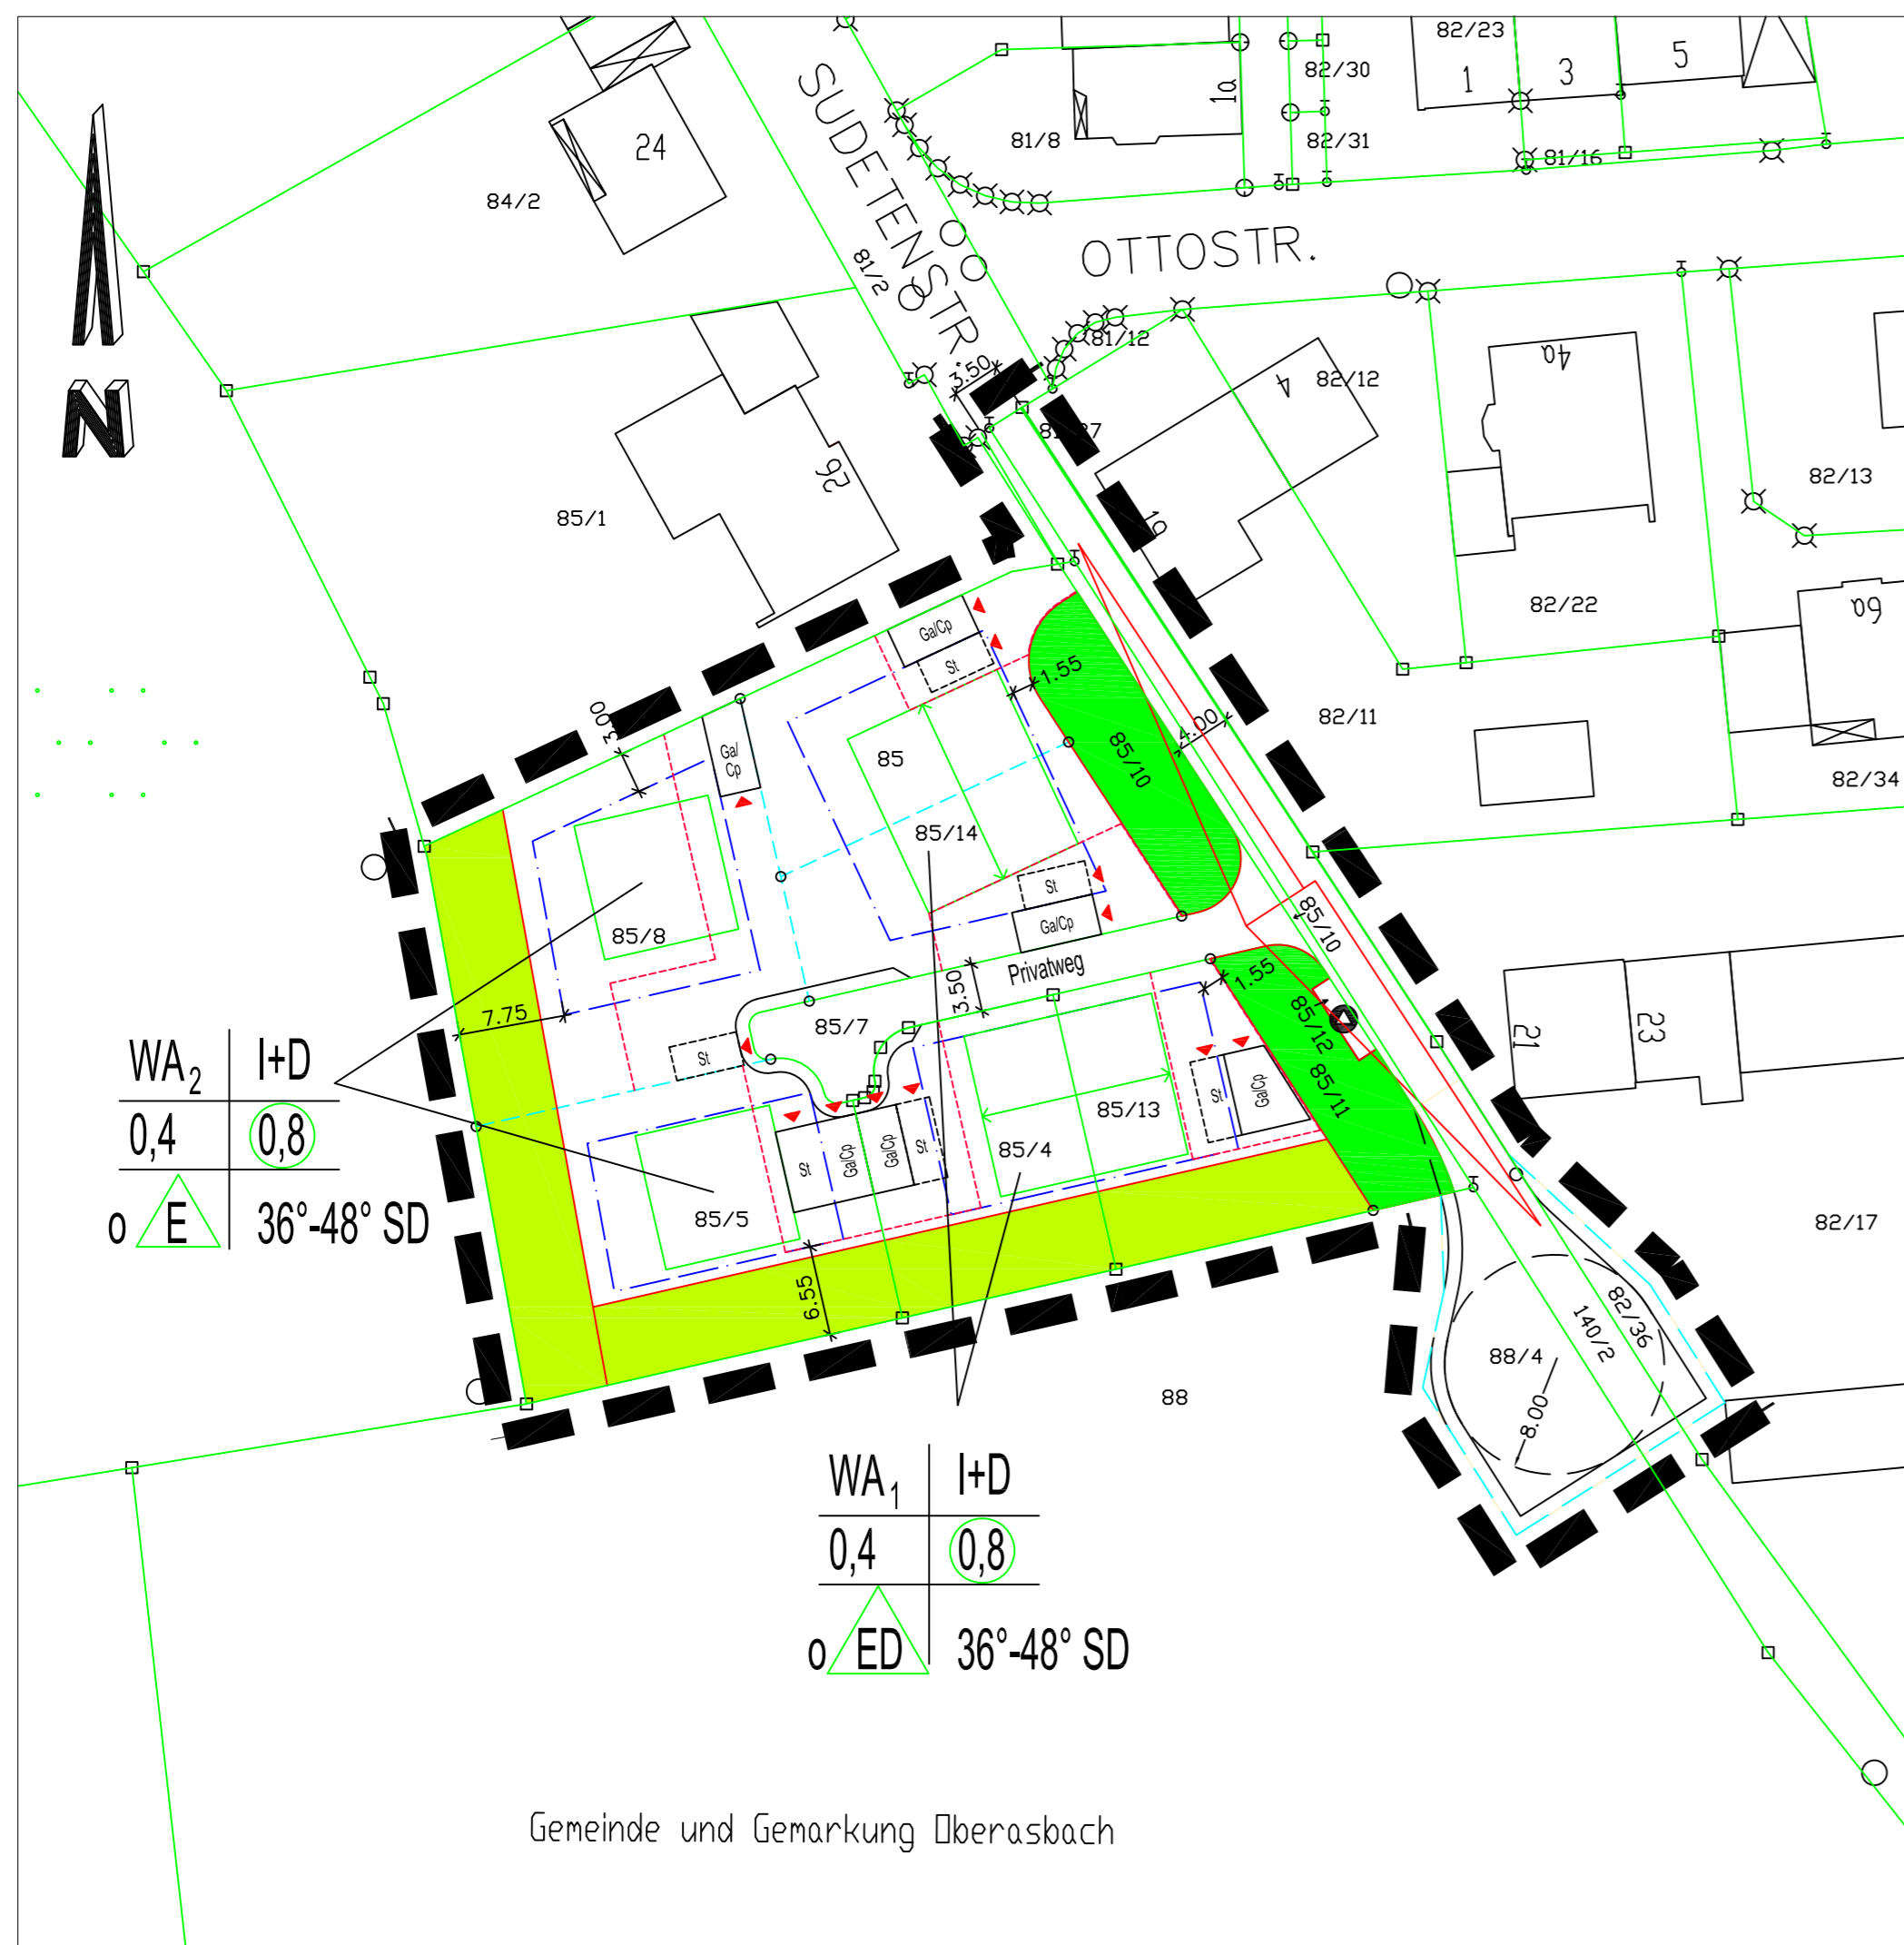 82/23
1
3
5
82/30
1a
81/8
82/31
81/16
24
84/2
SUDETENSTR.
OTTOSTR.
81/2
81/12
4
82/12
4a
3.50
82/13
26
85/1
19
N
82/22
6a
Ga/Cp
St
1.55
82/11
4.00
3.00
Ga/
Cp
85
85/10
82/34
85/14
St
Ga/Cp
85/8
85/10
Privatweg
3.50
1.55
7.75
85/7
85/12
21
23
WA2
I+D
St
85/11
0,4
0,8
St
Ga/Cp
Ga/Cp
St
85/4
85/13
St
Ga/Cp
o
E
36°-48° SD
85/5
82/17
6.55
140/2
82/36
88/4
88
8.00
WA1
I+D
0,4
0,8
o
ED
36°-48° SD
Gemeinde und Gemarkung Oberasbach